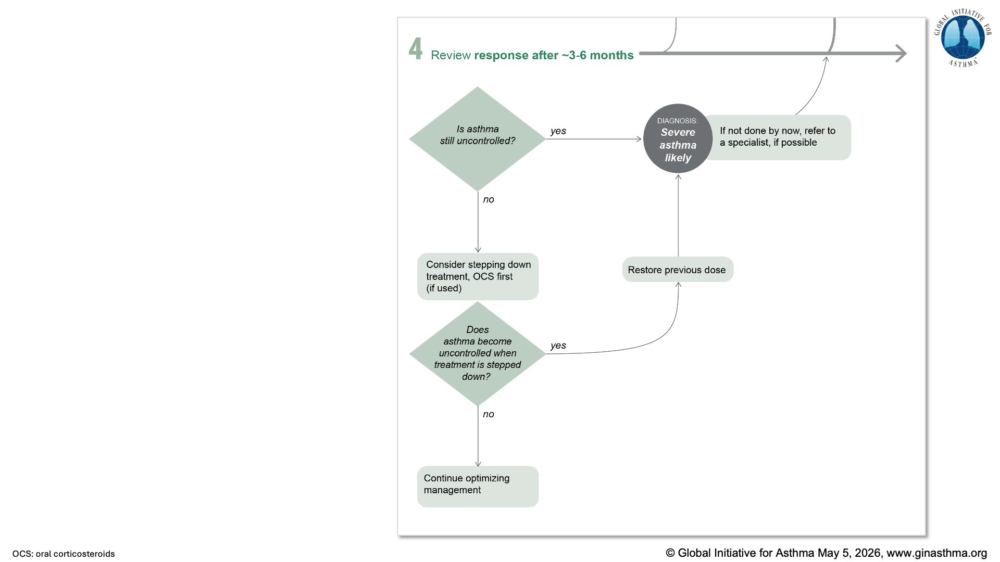 GLOBAL INITIATIVE FOR
ASTHMA
4 Review response after ~3-6 months
Is asthma
still uncontrolled?
yes
DIAGNOSIS:
Severe
asthma
likely
If not done by now, refer to
a specialist, if possible
no
Consider stepping down
treatment, OCS first
(if used)
Restore previous dose
Does
asthma become
uncontrolled when
treatment is stepped
down?
yes
no
Continue optimizing
management
OCS: oral corticosteroids
© Global Initiative for Asthma May 5, 2026, www.ginasthma.org